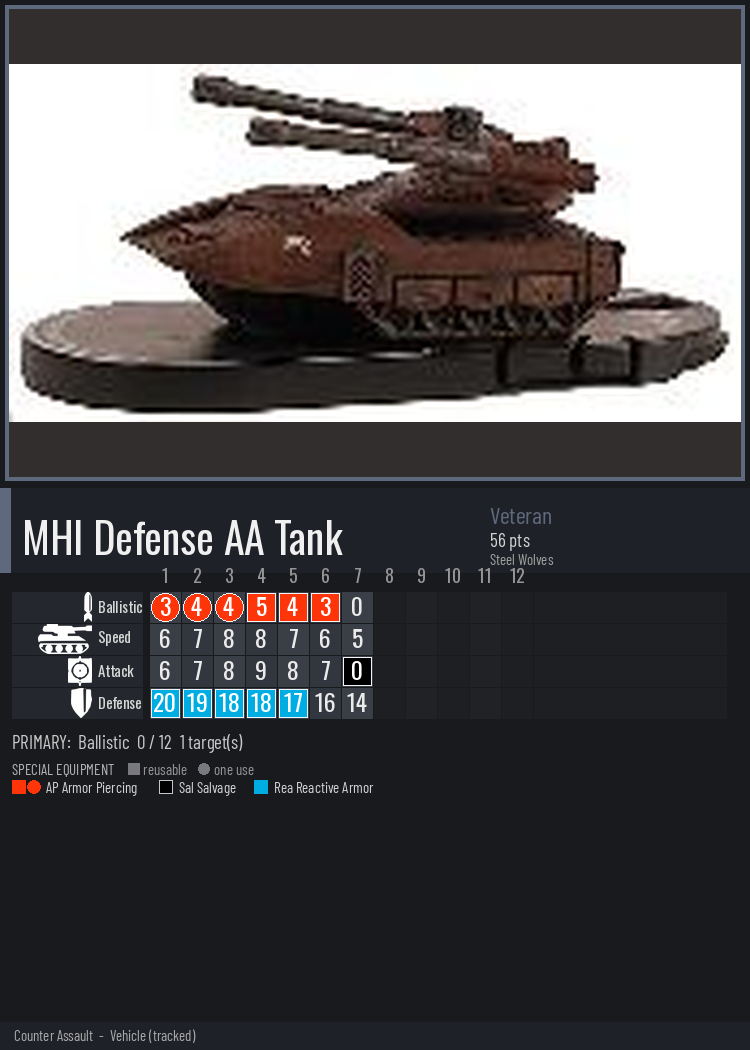 MHI Defense AA Tank
Veteran
56 pts
Steel Wolves
1 2 3 4 5 6 7 8 9 10 11 12
Ballistic 3 4 4 5 4 3 0
Speed 6 7 8 8 7 6 5
Attack 6 7 8 9 8 7 0
Defense 20 19 18 18 17 16 14
PRIMARY: Ballistic 0 / 12 1 target(s)
SPECIAL EQUIPMENT reusable one use
AP Armor Piercing Sal Salvage Rea Reactive Armor
Counter Assault - Vehicle (tracked)